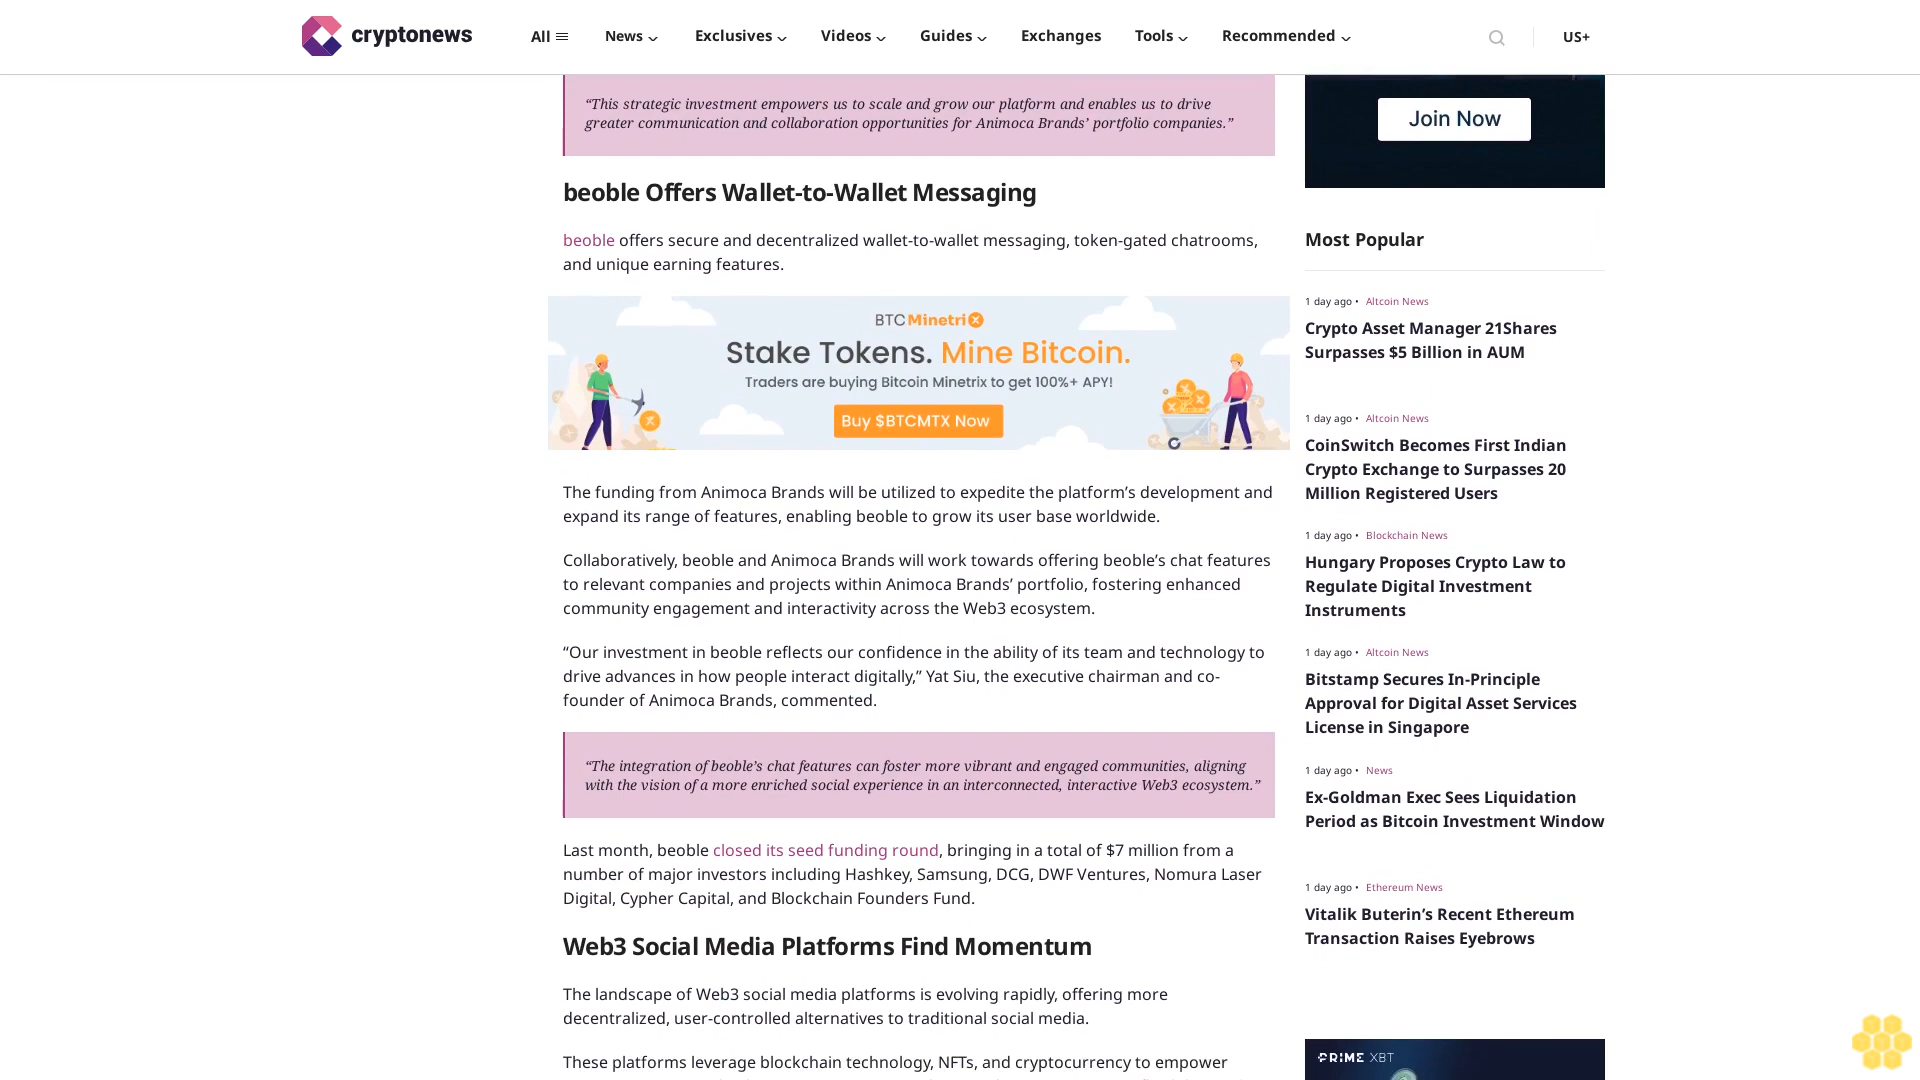 cryptonews
All
News
Exclusives
Videos
Guides
Exchanges
Tools
Recommended
US+
“This strategic investment empowers us to scale and grow our platform and enables us to drive
greater communication and collaboration opportunities for Animoca Brands’ portfolio companies.”
beoble Offers Wallet-to-Wallet Messaging
beoble offers secure and decentralized wallet-to-wallet messaging, token-gated chatrooms,
and unique earning features.
BTC Minetrix
Stake Tokens. Mine Bitcoin.
Traders are buying Bitcoin Minetrix to get 100%+ APY!
Buy $BTCMTX Now
The funding from Animoca Brands will be utilized to expedite the platform’s development and
expand its range of features, enabling beoble to grow its user base worldwide.
Collaboratively, beoble and Animoca Brands will work towards offering beoble’s chat features
to relevant companies and projects within Animoca Brands’ portfolio, fostering enhanced
community engagement and interactivity across the Web3 ecosystem.
“Our investment in beoble reflects our confidence in the ability of its team and technology to
drive advances in how people interact digitally,” Yat Siu, the executive chairman and co-
founder of Animoca Brands, commented.
“The integration of beoble’s chat features can foster more vibrant and engaged communities, aligning
with the vision of a more enriched social experience in an interconnected, interactive Web3 ecosystem.”
Last month, beoble closed its seed funding round, bringing in a total of $7 million from a
number of major investors including Hashkey, Samsung, DCG, DWF Ventures, Nomura Laser
Digital, Cypher Capital, and Blockchain Founders Fund.
Web3 Social Media Platforms Find Momentum
The landscape of Web3 social media platforms is evolving rapidly, offering more
decentralized, user-controlled alternatives to traditional social media.
These platforms leverage blockchain technology, NFTs, and cryptocurrency to empower
Join Now
Most Popular
1 day ago • Altcoin News
Crypto Asset Manager 21Shares
Surpasses $5 Billion in AUM
1 day ago • Altcoin News
CoinSwitch Becomes First Indian
Crypto Exchange to Surpasses 20
Million Registered Users
1 day ago • Blockchain News
Hungary Proposes Crypto Law to
Regulate Digital Investment
Instruments
1 day ago • Altcoin News
Bitstamp Secures In-Principle
Approval for Digital Asset Services
License in Singapore
1 day ago • News
Ex-Goldman Exec Sees Liquidation
Period as Bitcoin Investment Window
1 day ago • Ethereum News
Vitalik Buterin’s Recent Ethereum
Transaction Raises Eyebrows
PRIME XBT